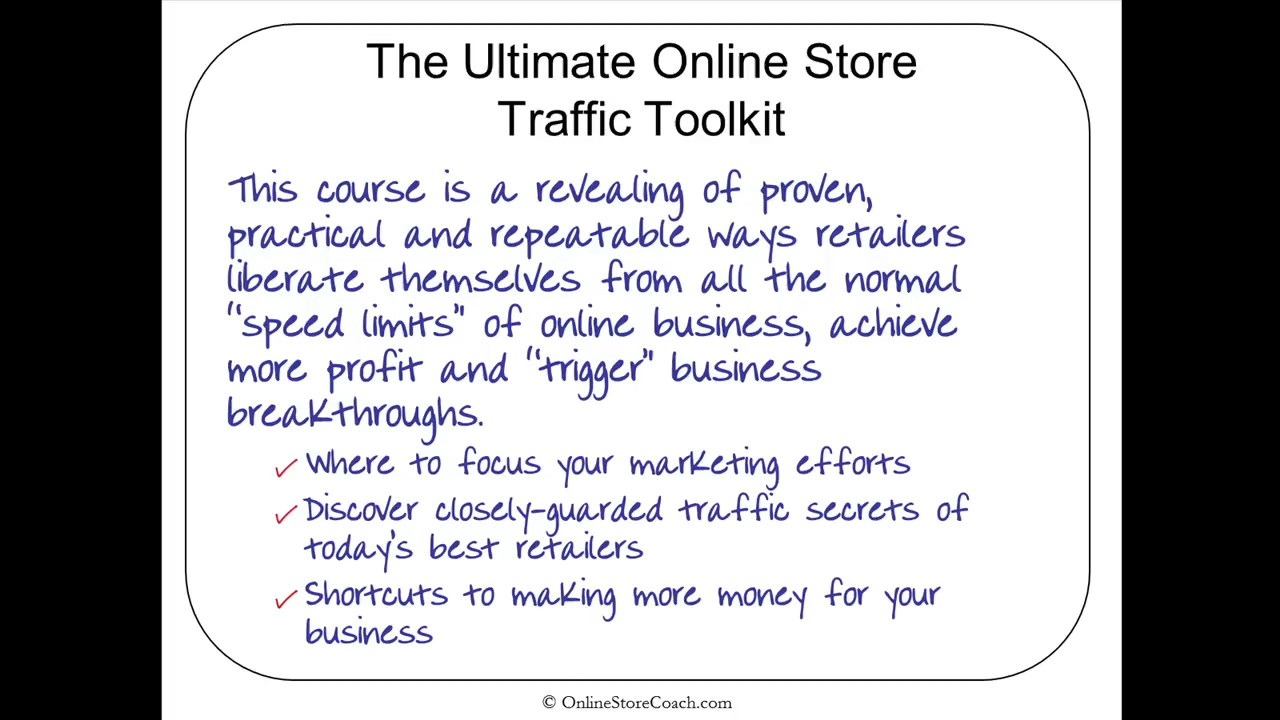 The Ultimate Online Store
Traffic Toolkit
This course is a revealing of proven,
practical and repeatable ways retailers
liberate themselves from all the normal
“speed limits” of online business, achieve
more profit and “trigger” business
breakthroughs.
✓ Where to focus your marketing efforts
✓ Discover closely-guarded traffic secrets of
today's best retailers
✓ Shortcuts to making more money for your
business
© OnlineStoreCoach.com